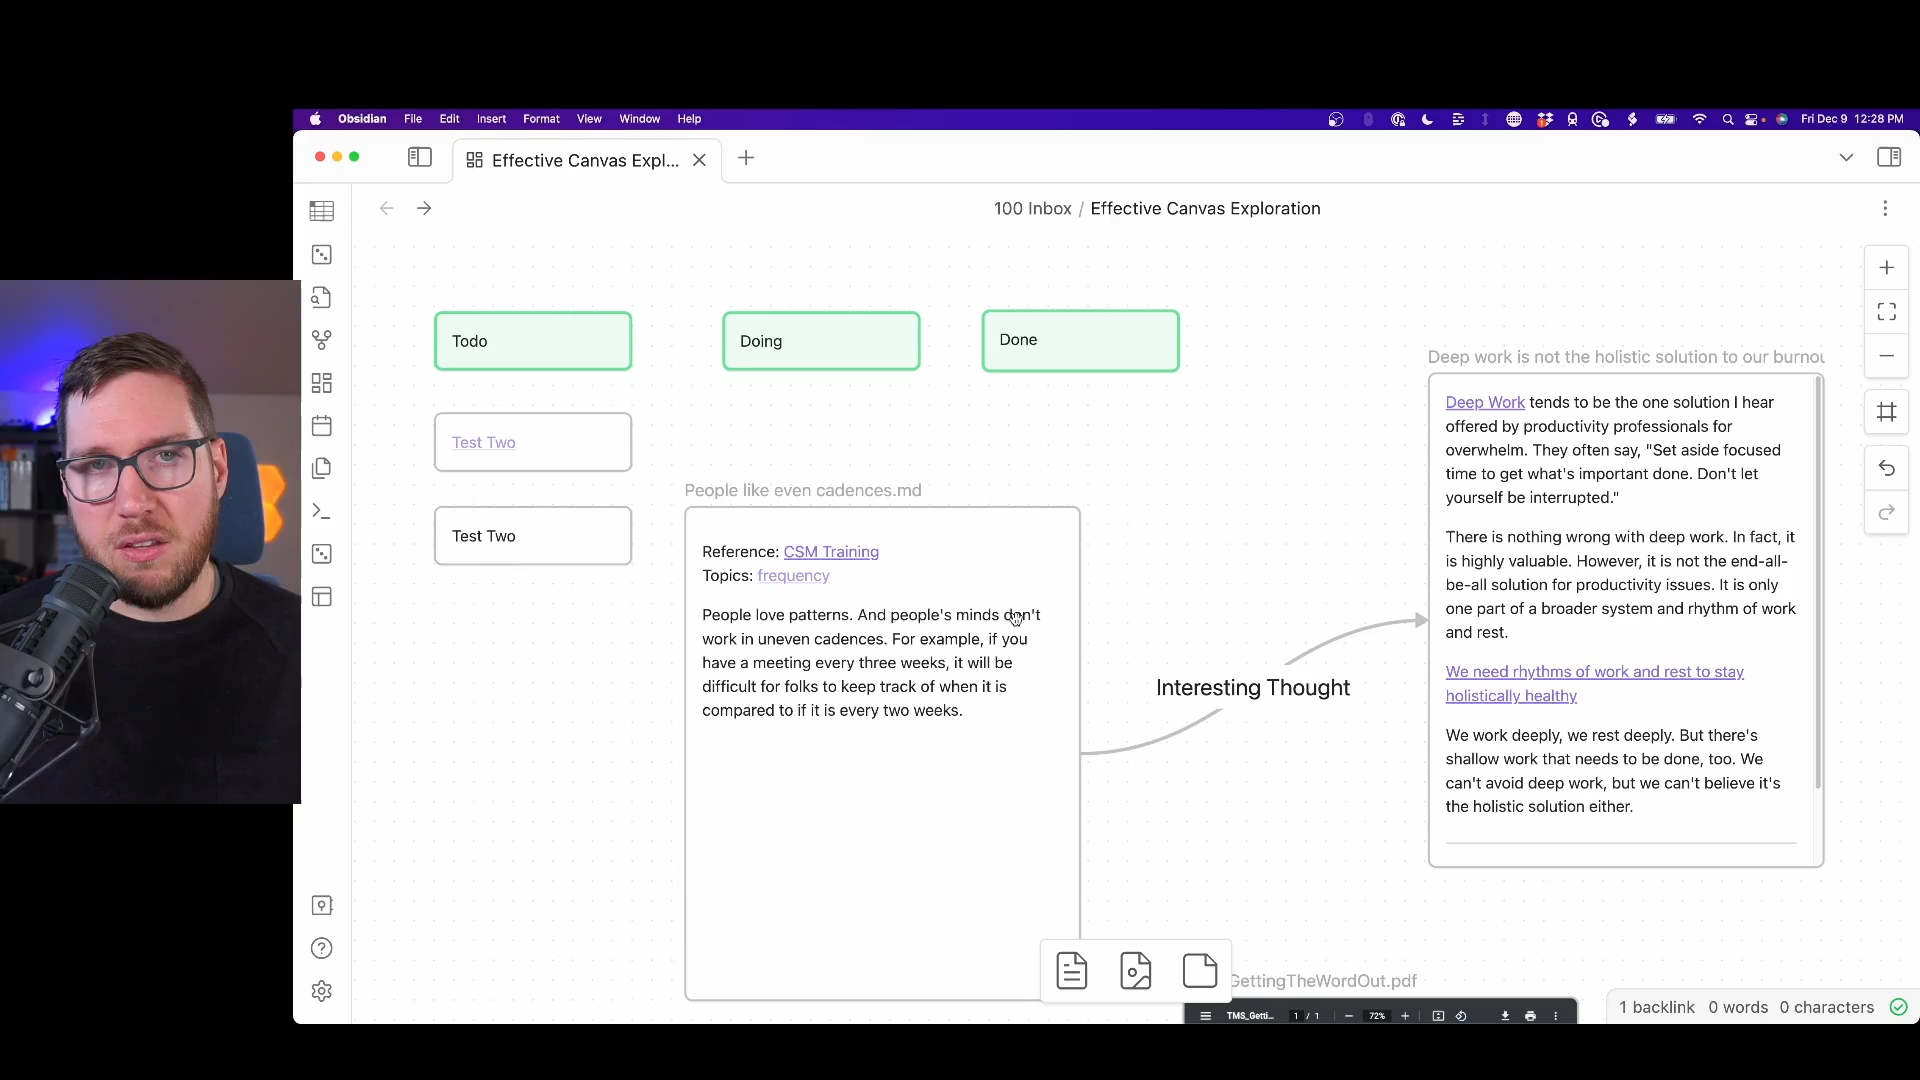 Obsidian File Edit Insert Format View Window Help
Fri Dec 9 12:28 PM
Effective Canvas Expl...
100 Inbox / Effective Canvas Exploration
Todo
Doing
Done
Test Two
Test Two
People like even cadences.md
Reference: CSM Training
Topics: frequency
People love patterns. And people's minds don't
work in uneven cadences. For example, if you
have a meeting every three weeks, it will be
difficult for folks to keep track of when it is
compared to if it is every two weeks.
Interesting Thought
Deep work is not the holistic solution to our burnou
Deep Work tends to be the one solution I hear
offered by productivity professionals for
overwhelm. They often say, "Set aside focused
time to get what's important done. Don't let
yourself be interrupted."
There is nothing wrong with deep work. In fact, it
is highly valuable. However, it is not the end-all-
be-all solution for productivity issues. It is only
one part of a broader system and rhythm of work
and rest.
We need rhythms of work and rest to stay
holistically healthy
We work deeply, we rest deeply. But there's
shallow work that needs to be done, too. We
can't avoid deep work, but we can't believe it's
the holistic solution either.
GettingTheWordOut.pdf
TMS_Getti... 1 / 1 72%
1 backlink 0 words 0 characters